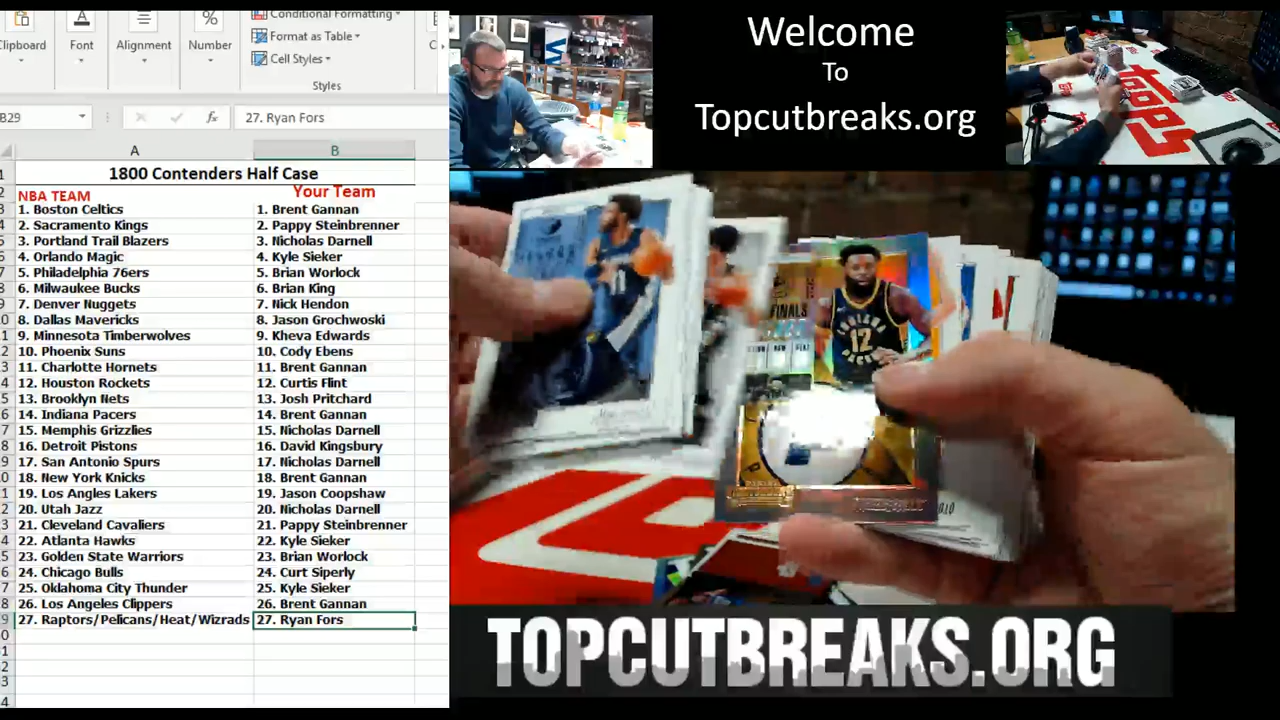 Clipboard
Font
Alignment
Number
Conditional Formatting
Format as Table
Cell Styles
Styles
B29
fx
27. Ryan Fors
A
B
1800 Contenders Half Case
NBA TEAM
Your Team
1. Boston Celtics
1. Brent Gannan
2. Sacramento Kings
2. Pappy Steinbrenner
3. Portland Trail Blazers
3. Nicholas Darnell
4. Orlando Magic
4. Kyle Sieker
5. Philadelphia 76ers
5. Brian Worlock
6. Milwaukee Bucks
6. Brian King
7. Denver Nuggets
7. Nick Hendon
8. Dallas Mavericks
8. Jason Grochwoski
9. Minnesota Timberwolves
9. Kheva Edwards
10. Phoenix Suns
10. Cody Ebens
11. Charlotte Hornets
11. Brent Gannan
12. Houston Rockets
12. Curtis Flint
13. Brooklyn Nets
13. Josh Pritchard
14. Indiana Pacers
14. Brent Gannan
15. Memphis Grizzlies
15. Nicholas Darnell
16. Detroit Pistons
16. David Kingsbury
17. San Antonio Spurs
17. Nicholas Darnell
18. New York Knicks
18. Brent Gannan
19. Los Angles Lakers
19. Jason Coopshaw
20. Utah Jazz
20. Nicholas Darnell
21. Cleveland Cavaliers
21. Pappy Steinbrenner
22. Atlanta Hawks
22. Kyle Sieker
23. Golden State Warriors
23. Brian Worlock
24. Chicago Bulls
24. Curt Siperly
25. Oklahoma City Thunder
25. Kyle Sieker
26. Los Angeles Clippers
26. Brent Gannan
27. Raptors/Pelicans/Heat/Wizrads
27. Ryan Fors
Welcome
To
Topcutbreaks.org
topps
FINALS
INDIANA
12
TOPCUTBREAKS.ORG